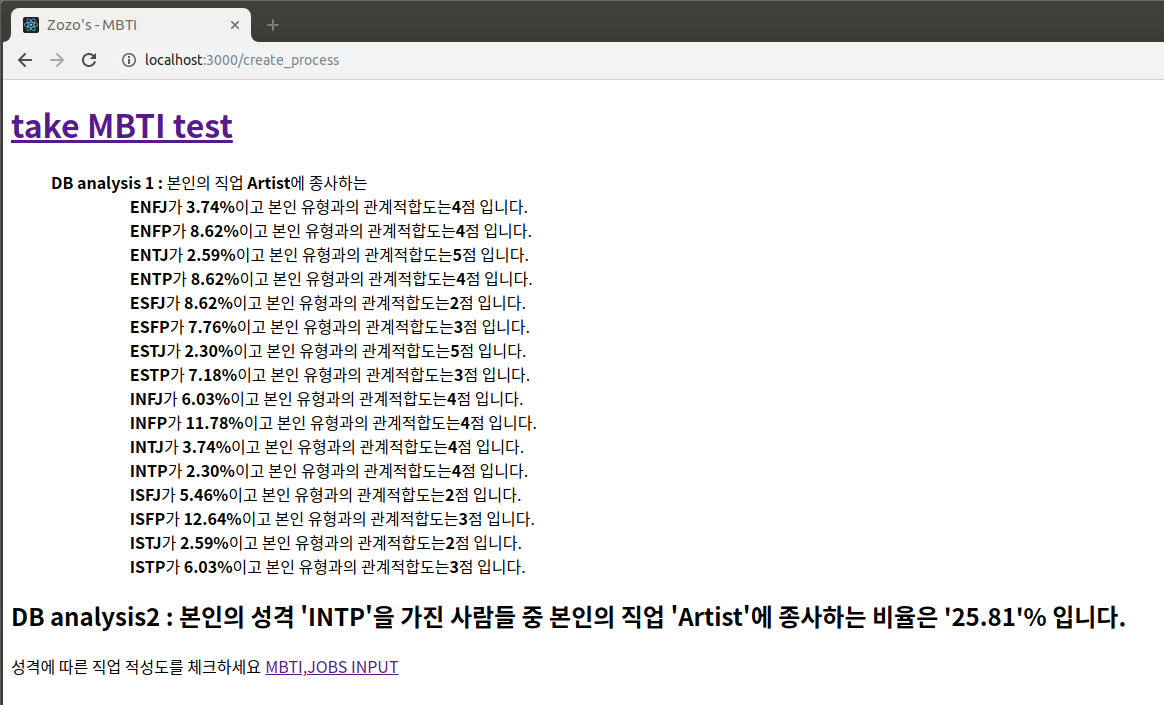 Zozo's - MBTI
localhost:3000/create_process
take MBTI test
DB analysis 1 : 본인의 직업 Artist에 종사하는
ENFJ가 3.74%이고 본인 유형과의 관계적합도는4점 입니다.
ENFP가 8.62%이고 본인 유형과의 관계적합도는4점 입니다.
ENTJ가 2.59%이고 본인 유형과의 관계적합도는5점 입니다.
ENTP가 8.62%이고 본인 유형과의 관계적합도는4점 입니다.
ESFJ가 8.62%이고 본인 유형과의 관계적합도는2점 입니다.
ESFP가 7.76%이고 본인 유형과의 관계적합도는3점 입니다.
ESTJ가 2.30%이고 본인 유형과의 관계적합도는5점 입니다.
ESTP가 7.18%이고 본인 유형과의 관계적합도는3점 입니다.
INFJ가 6.03%이고 본인 유형과의 관계적합도는4점 입니다.
INFP가 11.78%이고 본인 유형과의 관계적합도는4점 입니다.
INTJ가 3.74%이고 본인 유형과의 관계적합도는4점 입니다.
INTP가 2.30%이고 본인 유형과의 관계적합도는4점 입니다.
ISFJ가 5.46%이고 본인 유형과의 관계적합도는2점 입니다.
ISFP가 12.64%이고 본인 유형과의 관계적합도는3점 입니다.
ISTJ가 2.59%이고 본인 유형과의 관계적합도는2점 입니다.
ISTP가 6.03%이고 본인 유형과의 관계적합도는3점 입니다.
DB analysis2 : 본인의 성격 'INTP'을 가진 사람들 중 본인의 직업 'Artist'에 종사하는 비율은 '25.81'% 입니다.
성격에 따른 직업 적성도를 체크하세요 MBTI,JOBS INPUT